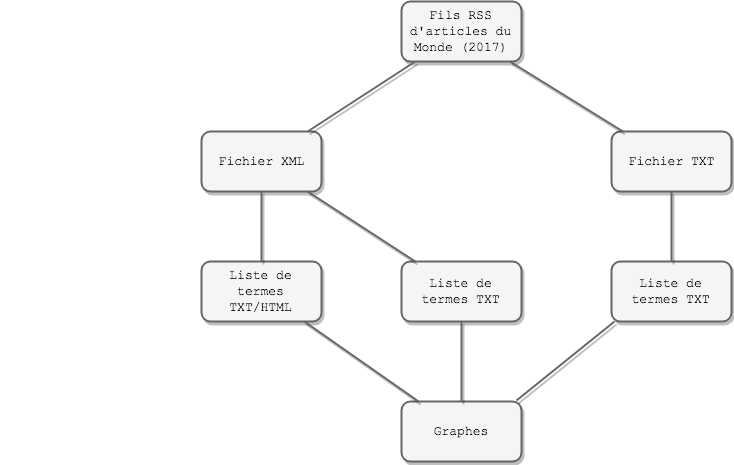 Fils RSS
d'articles du
Monde (2017)
Fichier XML
Fichier TXT
Liste de
termes
TXT/HTML
Liste de
termes TXT
Liste de
termes TXT
Graphes